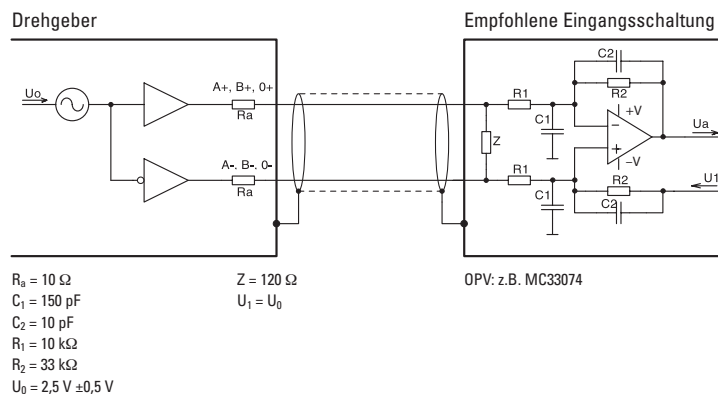 Drehgeber
Empfohlene Eingangsschaltung
Uo
A+, B+, 0+
Ra
A-, B-, 0-
Ra
Z
R1
C1
R1
C1
C2
R2
+V
−
+
−V
Ua
U1
R2
C2
Ra = 10 Ω
C1 = 150 pF
C2 = 10 pF
R1 = 10 kΩ
R2 = 33 kΩ
U0 = 2,5 V ±0,5 V
Z = 120 Ω
U1 = U0
OPV: z.B. MC33074